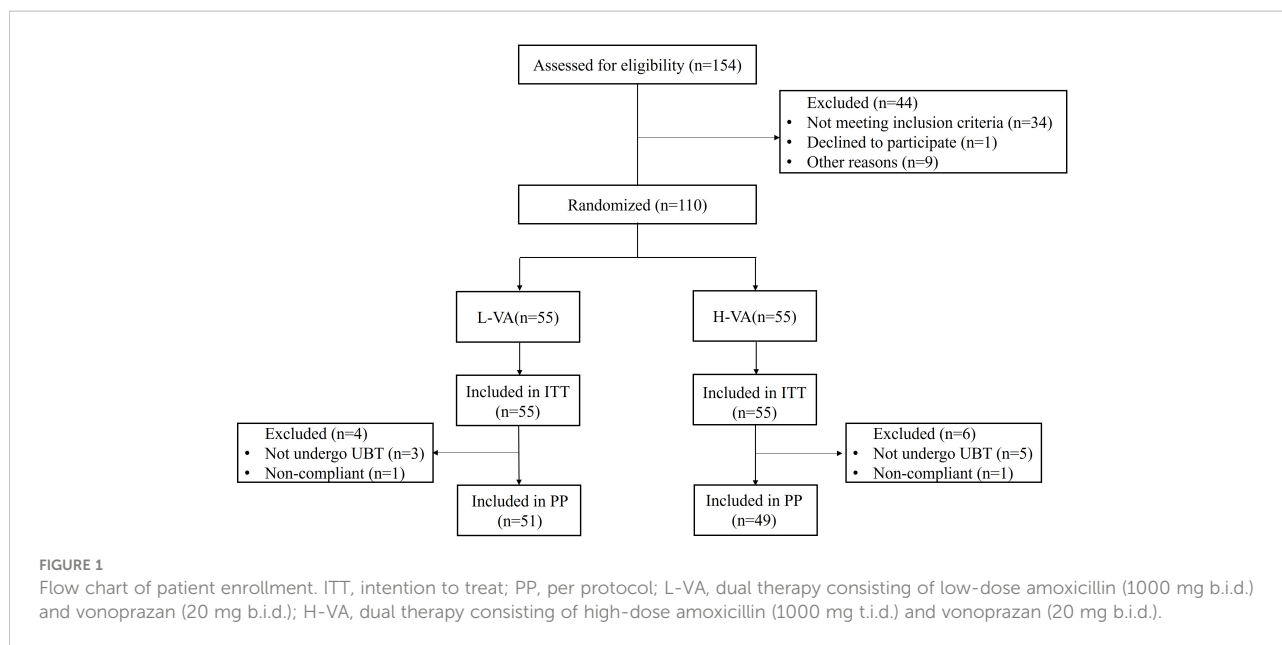 Assessed for eligibility (n=154)
Excluded (n=44)
• Not meeting inclusion criteria (n=34)
• Declined to participate (n=1)
• Other reasons (n=9)
Randomized (n=110)
L-VA(n=55)
H-VA(n=55)
Included in ITT
(n=55)
Included in ITT
(n=55)
Excluded (n=4)
• Not undergo UBT (n=3)
• Non-compliant (n=1)
Excluded (n=6)
• Not undergo UBT (n=5)
• Non-compliant (n=1)
Included in PP
(n=51)
Included in PP
(n=49)
FIGURE 1
Flow chart of patient enrollment. ITT, intention to treat; PP, per protocol; L-VA, dual therapy consisting of low-dose amoxicillin (1000 mg b.i.d.)
and vonoprazan (20 mg b.i.d.); H-VA, dual therapy consisting of high-dose amoxicillin (1000 mg t.i.d.) and vonoprazan (20 mg b.i.d.).